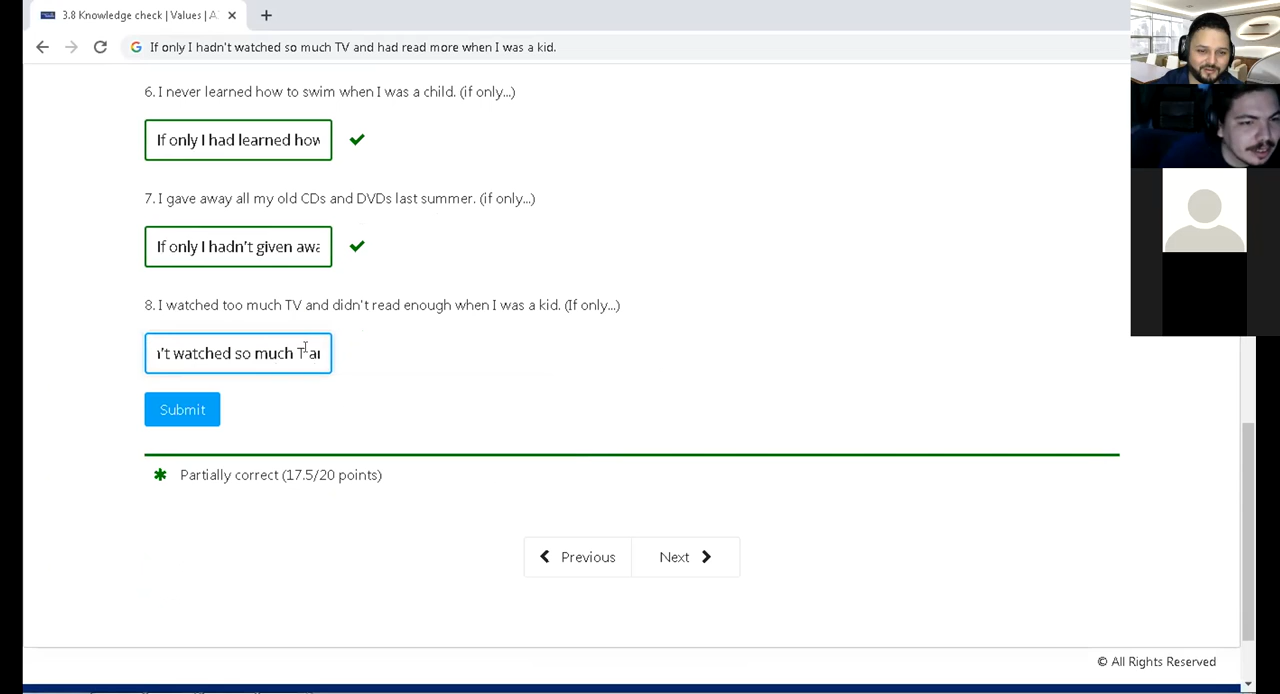 3.8 Knowledge check | Values |
If only I hadn't watched so much TV and had read more when I was a kid.
6. I never learned how to swim when I was a child. (if only...)
If only I had learned how
7. I gave away all my old CDs and DVDs last summer. (if only...)
If only I hadn't given awa
8. I watched too much TV and didn't read enough when I was a kid. (If only...)
't watched so much T
Submit
Partially correct (17.5/20 points)
Previous
Next
© All Rights Reserved